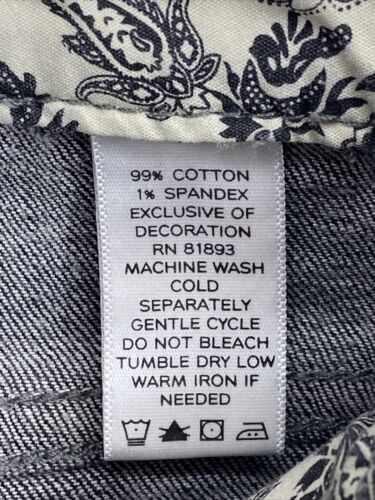 99% COTTON
1% SPANDEX
EXCLUSIVE OF
DECORATION
RN 81893
MACHINE WASH
COLD
SEPARATELY
GENTLE CYCLE
DO NOT BLEACH
TUMBLE DRY LOW
WARM IRON IF
NEEDED